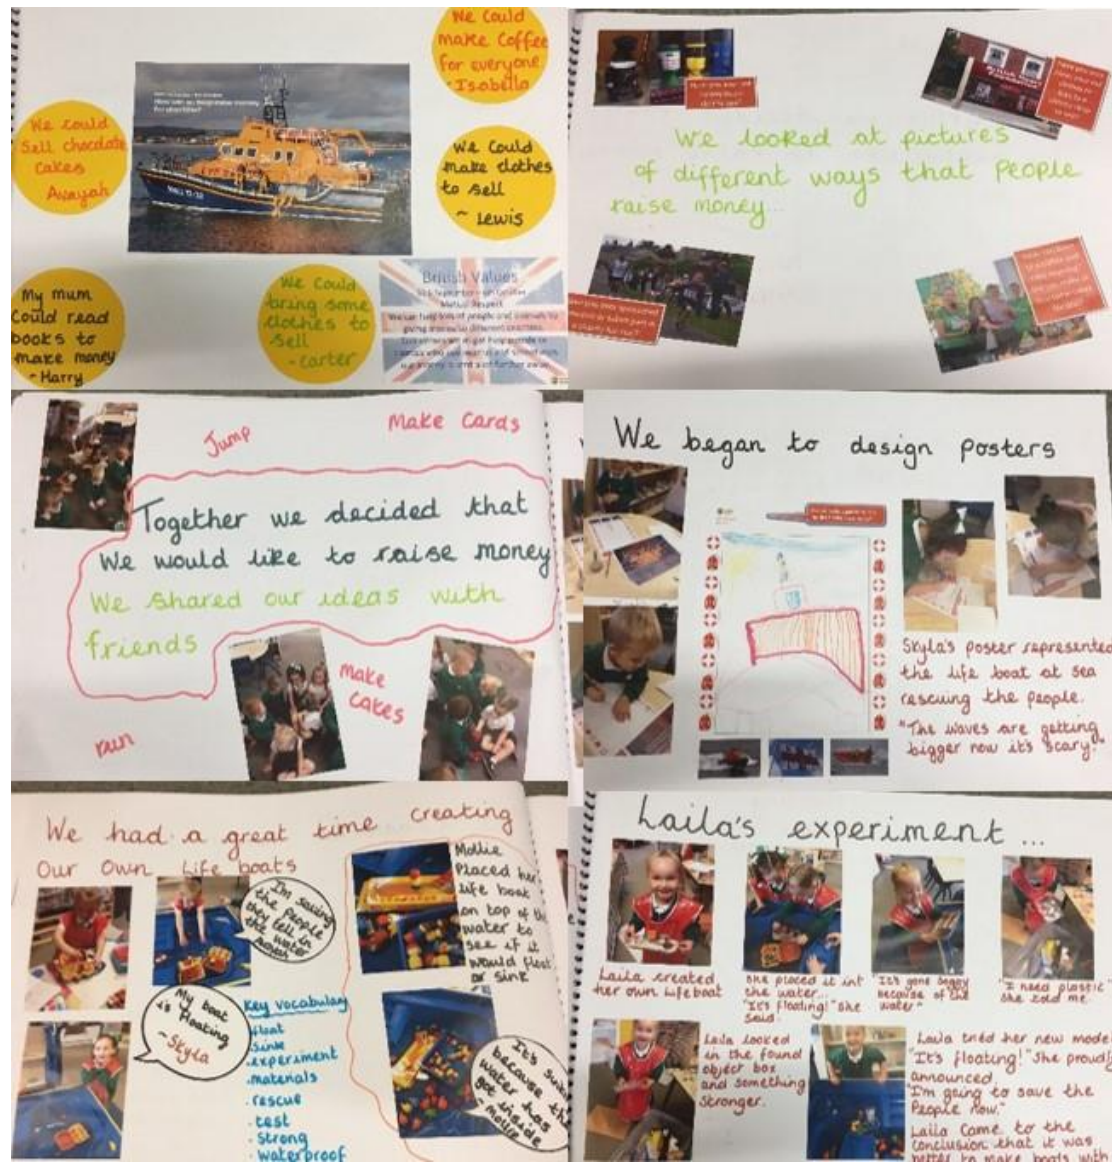 We Could
make Coffee
for everyone
- Isabella
We could
Sell chocolate
Cakes
Avayah
We Could
make clothes
to sell
~ Lewis
My mum
Could read
books to
make money
- Harry
We Could
bring some
clothes to
sell
- Carter
British Values
Mutual Respect
We looked at pictures
of different ways that People
raise money...
Jump
Make Cards
Together we decided that
We would like to raise money
We shared our ideas with
friends
Make
Cakes
run
We began to design posters
Skyla's poster represented
the life boat at sea
rescuing the people.
"The waves are getting
bigger now it's scary!"
We had a great time creating
Our Own Life boats
I'm saving
the people
they fell in
the water
My boat
is floating
- Skyla
Key Vocabulary
float
Sink
experiment
materials
rescue
test
Strong
waterproof
Mollie
Placed her
life boat
on top of the
water to
see if it
would float
or sink
It's
because the
water has
got inside
- Mollie
Laila's experiment ...
Laila created
her own lifeboat
She placed it int
the water...
"It's floating!" She
said.
"It's gone soggy
because of the
water"
"I need plastic"
She told me
Laila looked
in the found
object box
and something
Stronger.
Laila tried her new model
"It's floating!" She proudly
announced
"I'm going to save the
People now."
Laila Came to the
conclusion that it was
better to make boats with